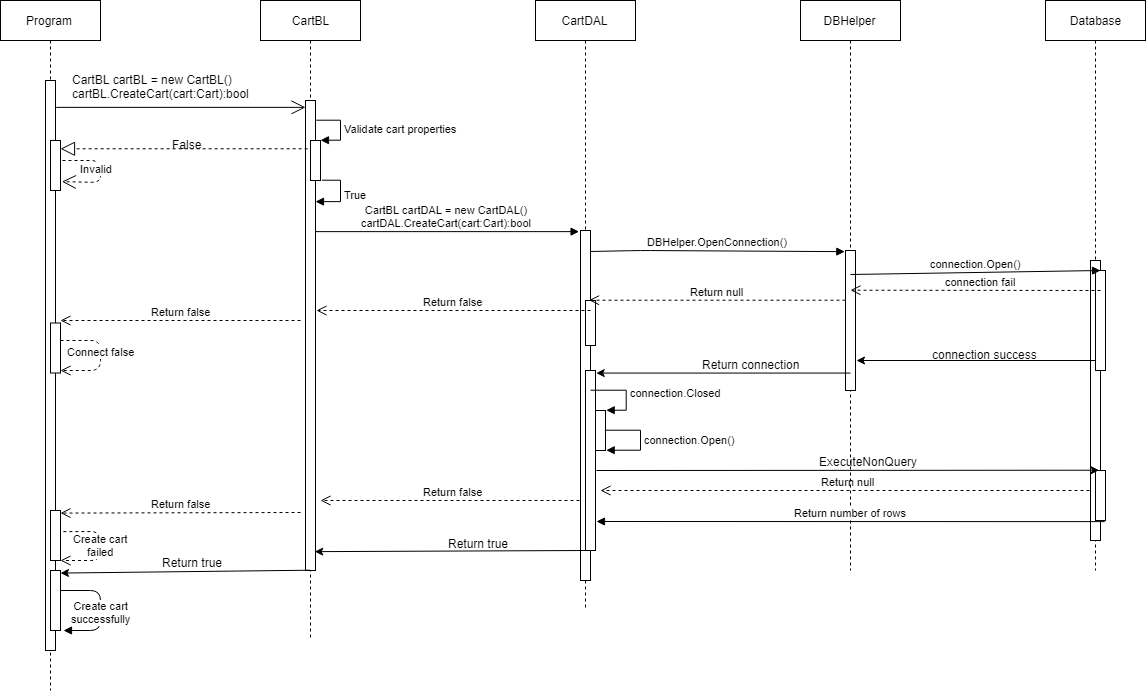 Program
CartBL
CartDAL
DBHelper
Database
CartBL cartBL = new CartBL()
cartBL.CreateCart(cart:Cart):bool
Validate cart properties
False
Invalid
True
CartBL cartDAL = new CartDAL()
cartDAL.CreateCart(cart:Cart):bool
DBHelper.OpenConnection()
connection.Open()
connection fail
Return null
Return false
Return false
Connect false
connection success
Return connection
connection.Closed
connection.Open()
ExecuteNonQuery
Return null
Return false
Return false
Return number of rows
Create cart
failed
Return true
Return true
Create cart
successfully